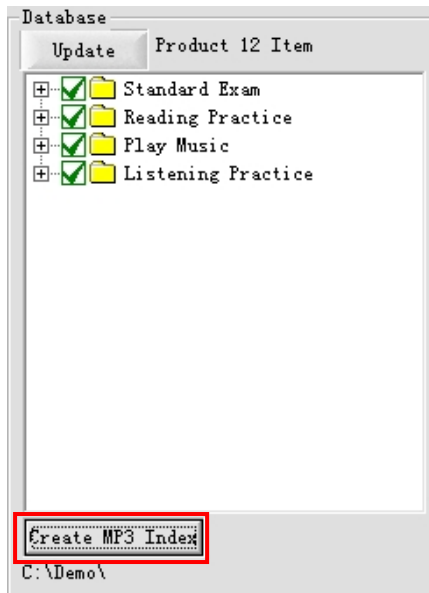 Database
Update Product 12 Item
Standard Exam
Reading Practice
Play Music
Listening Practice
Create MP3 Index
C:\Demo\